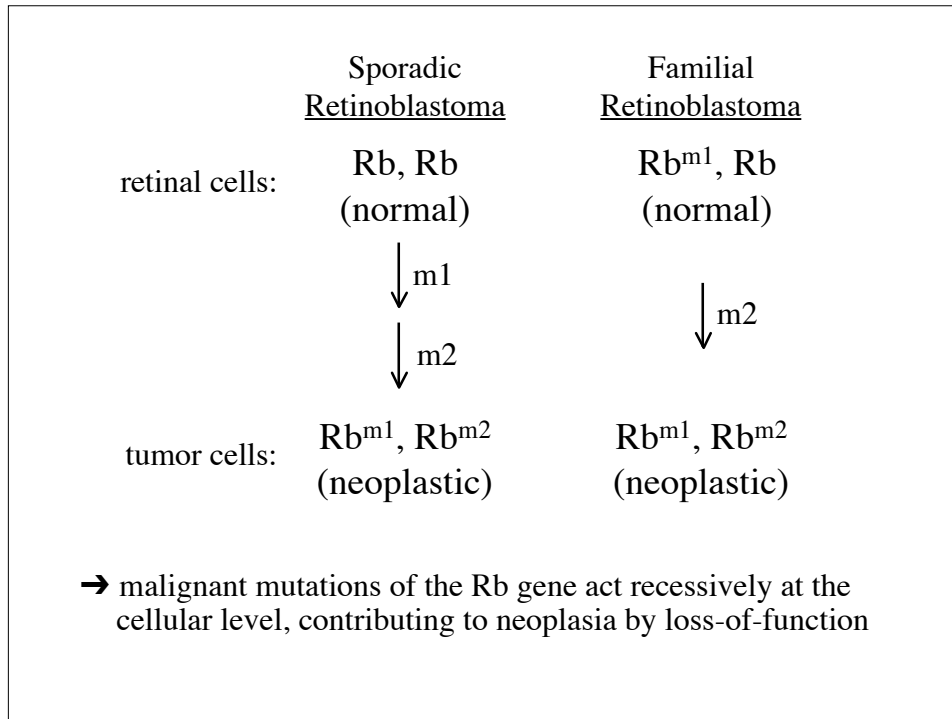 Sporadic Familial
Retinoblastoma Retinoblastoma
retinal cells: Rb, Rb Rbm1, Rb
(normal) (normal)
m1
m2
m2
tumor cells: Rbm1, Rbm2 Rbm1, Rbm2
(neoplastic) (neoplastic)
➔ malignant mutations of the Rb gene act recessively at the
cellular level, contributing to neoplasia by loss-of-function